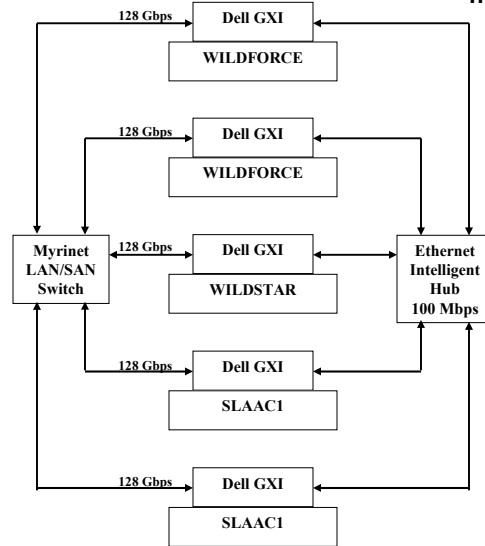 128 Gbps
Dell GXI
WILDFORCE
128 Gbps
Dell GXI
WILDFORCE
Myrinet
LAN/SAN
Switch
128 Gbps
Dell GXI
WILDSTAR
Ethernet
Intelligent
Hub
100 Mbps
128 Gbps
Dell GXI
SLAAC1
128 Gbps
Dell GXI
SLAAC1